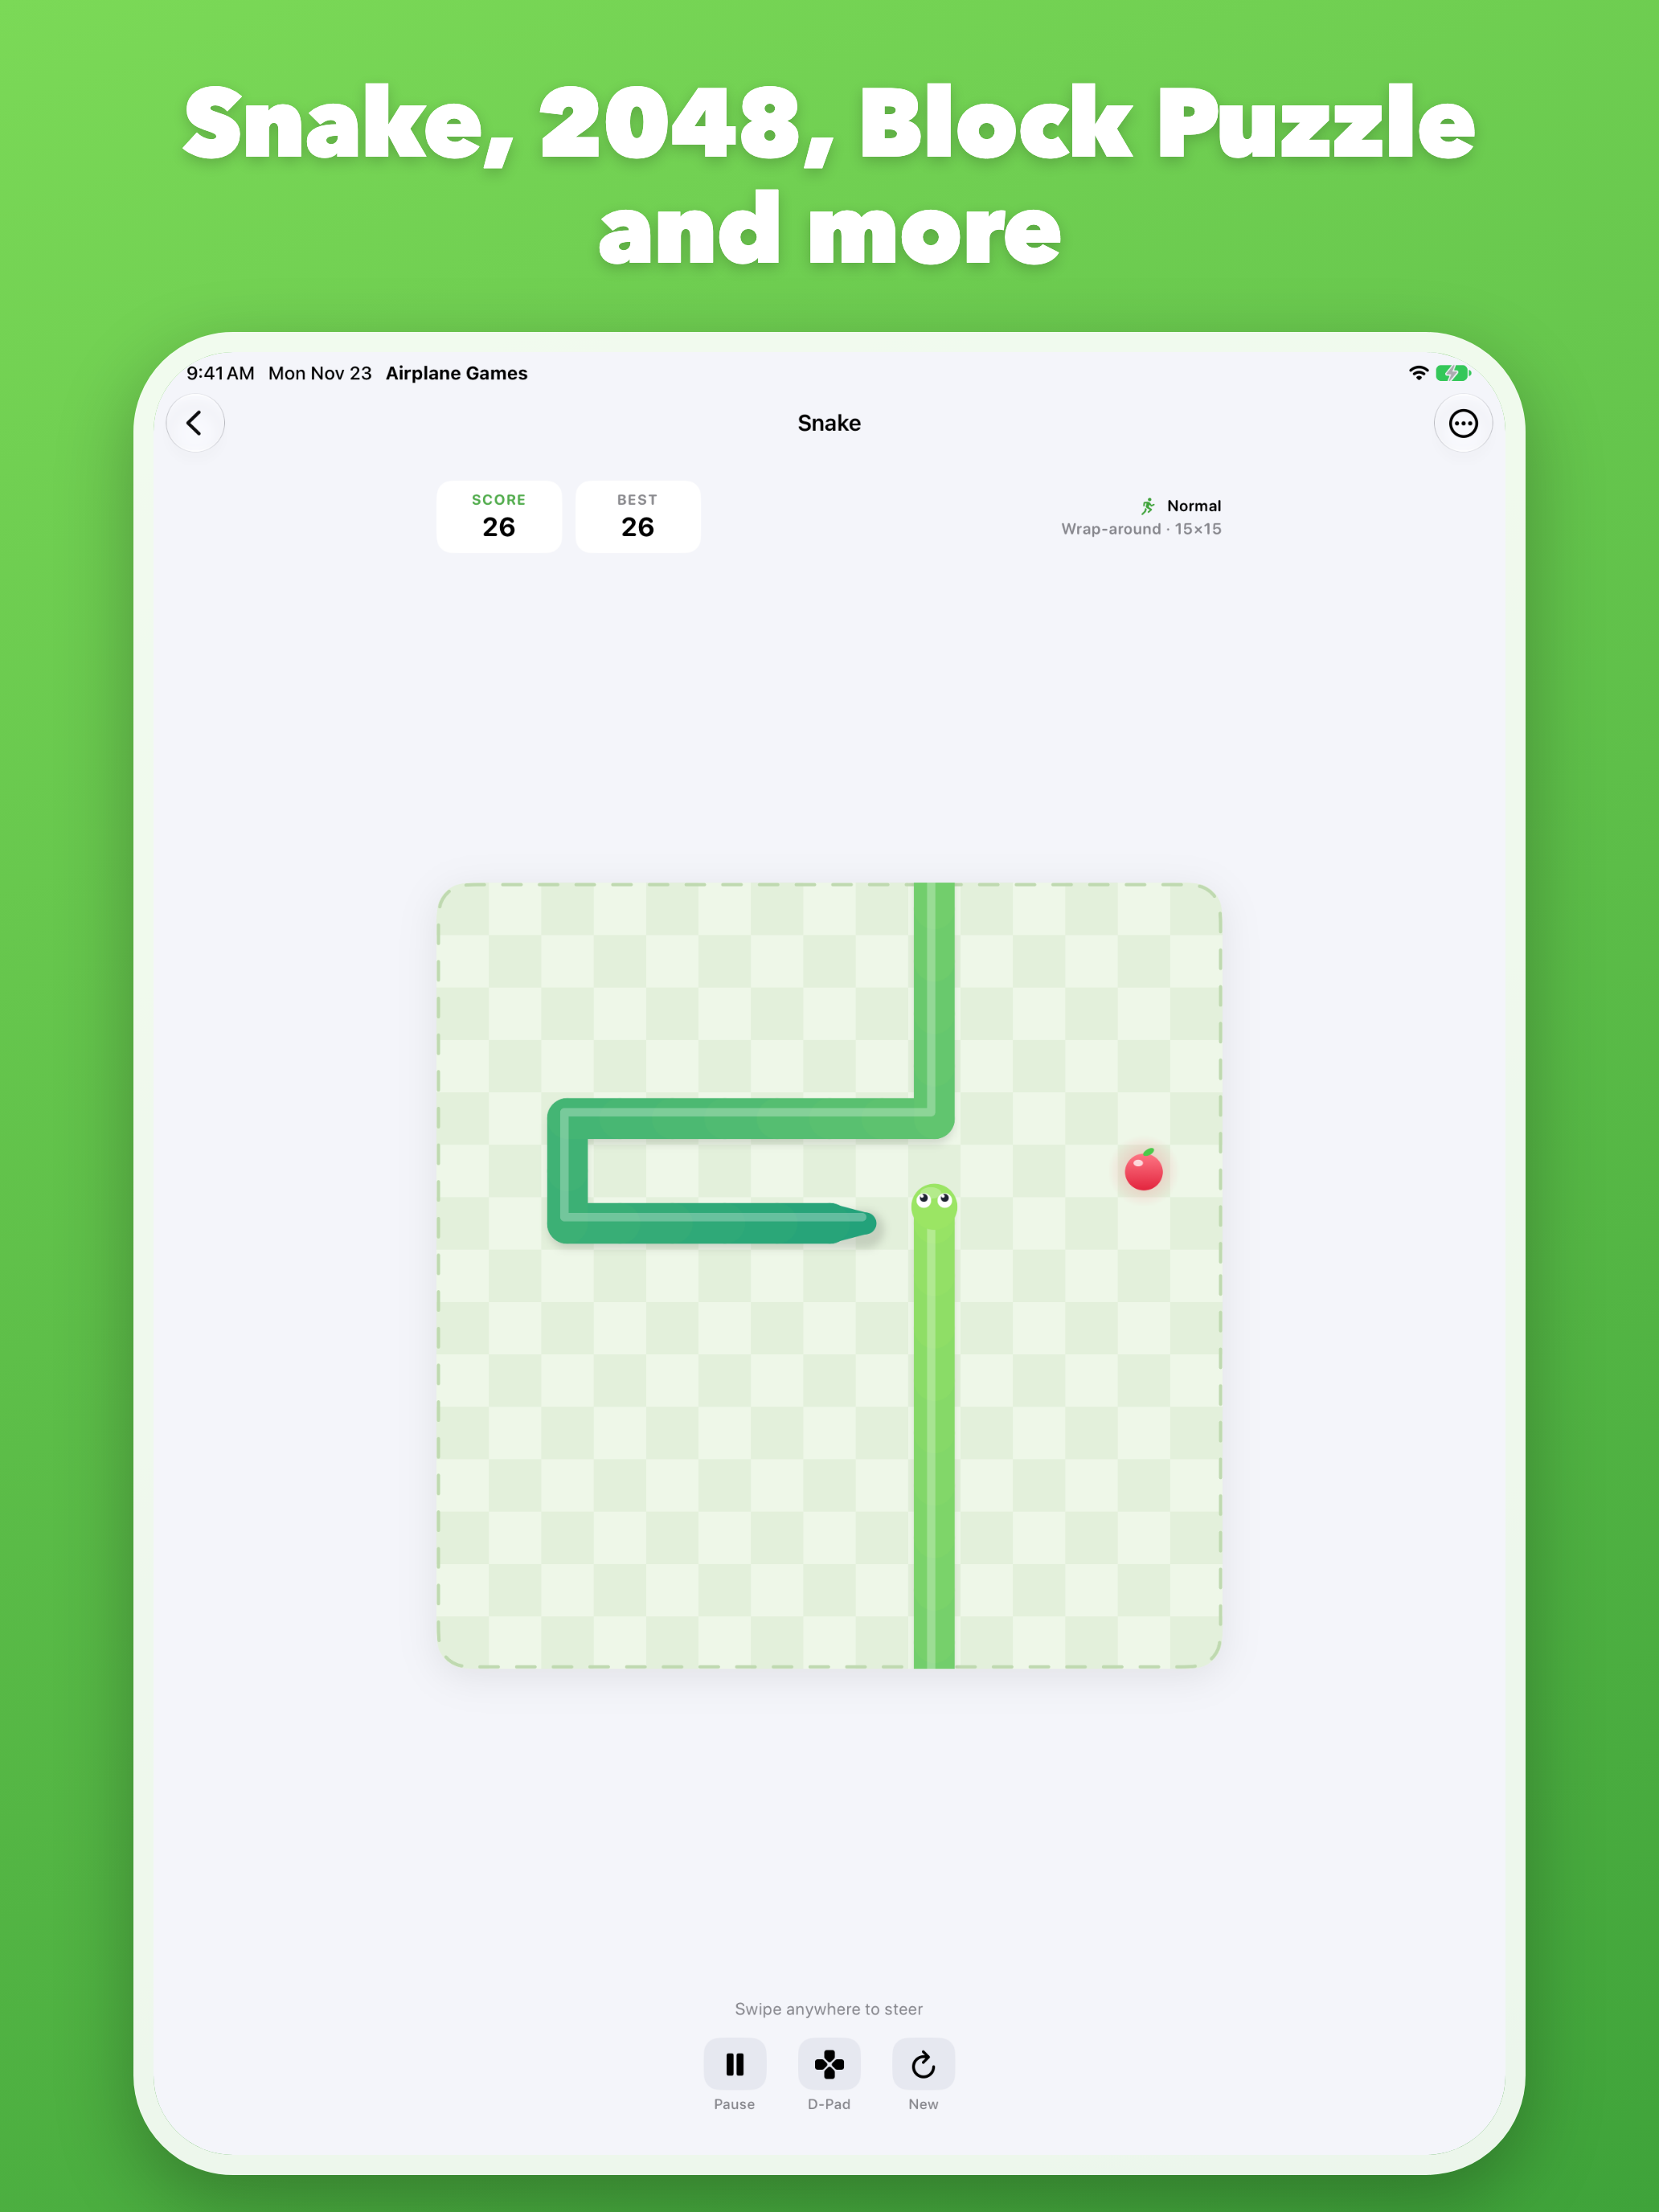 Snake, 2048, Block Puzzle
and more
9:41 AM Mon Nov 23 Airplane Games
Snake
SCORE
26
BEST
26
Normal
Wrap-around · 15×15
Swipe anywhere to steer
Pause
D-Pad
New